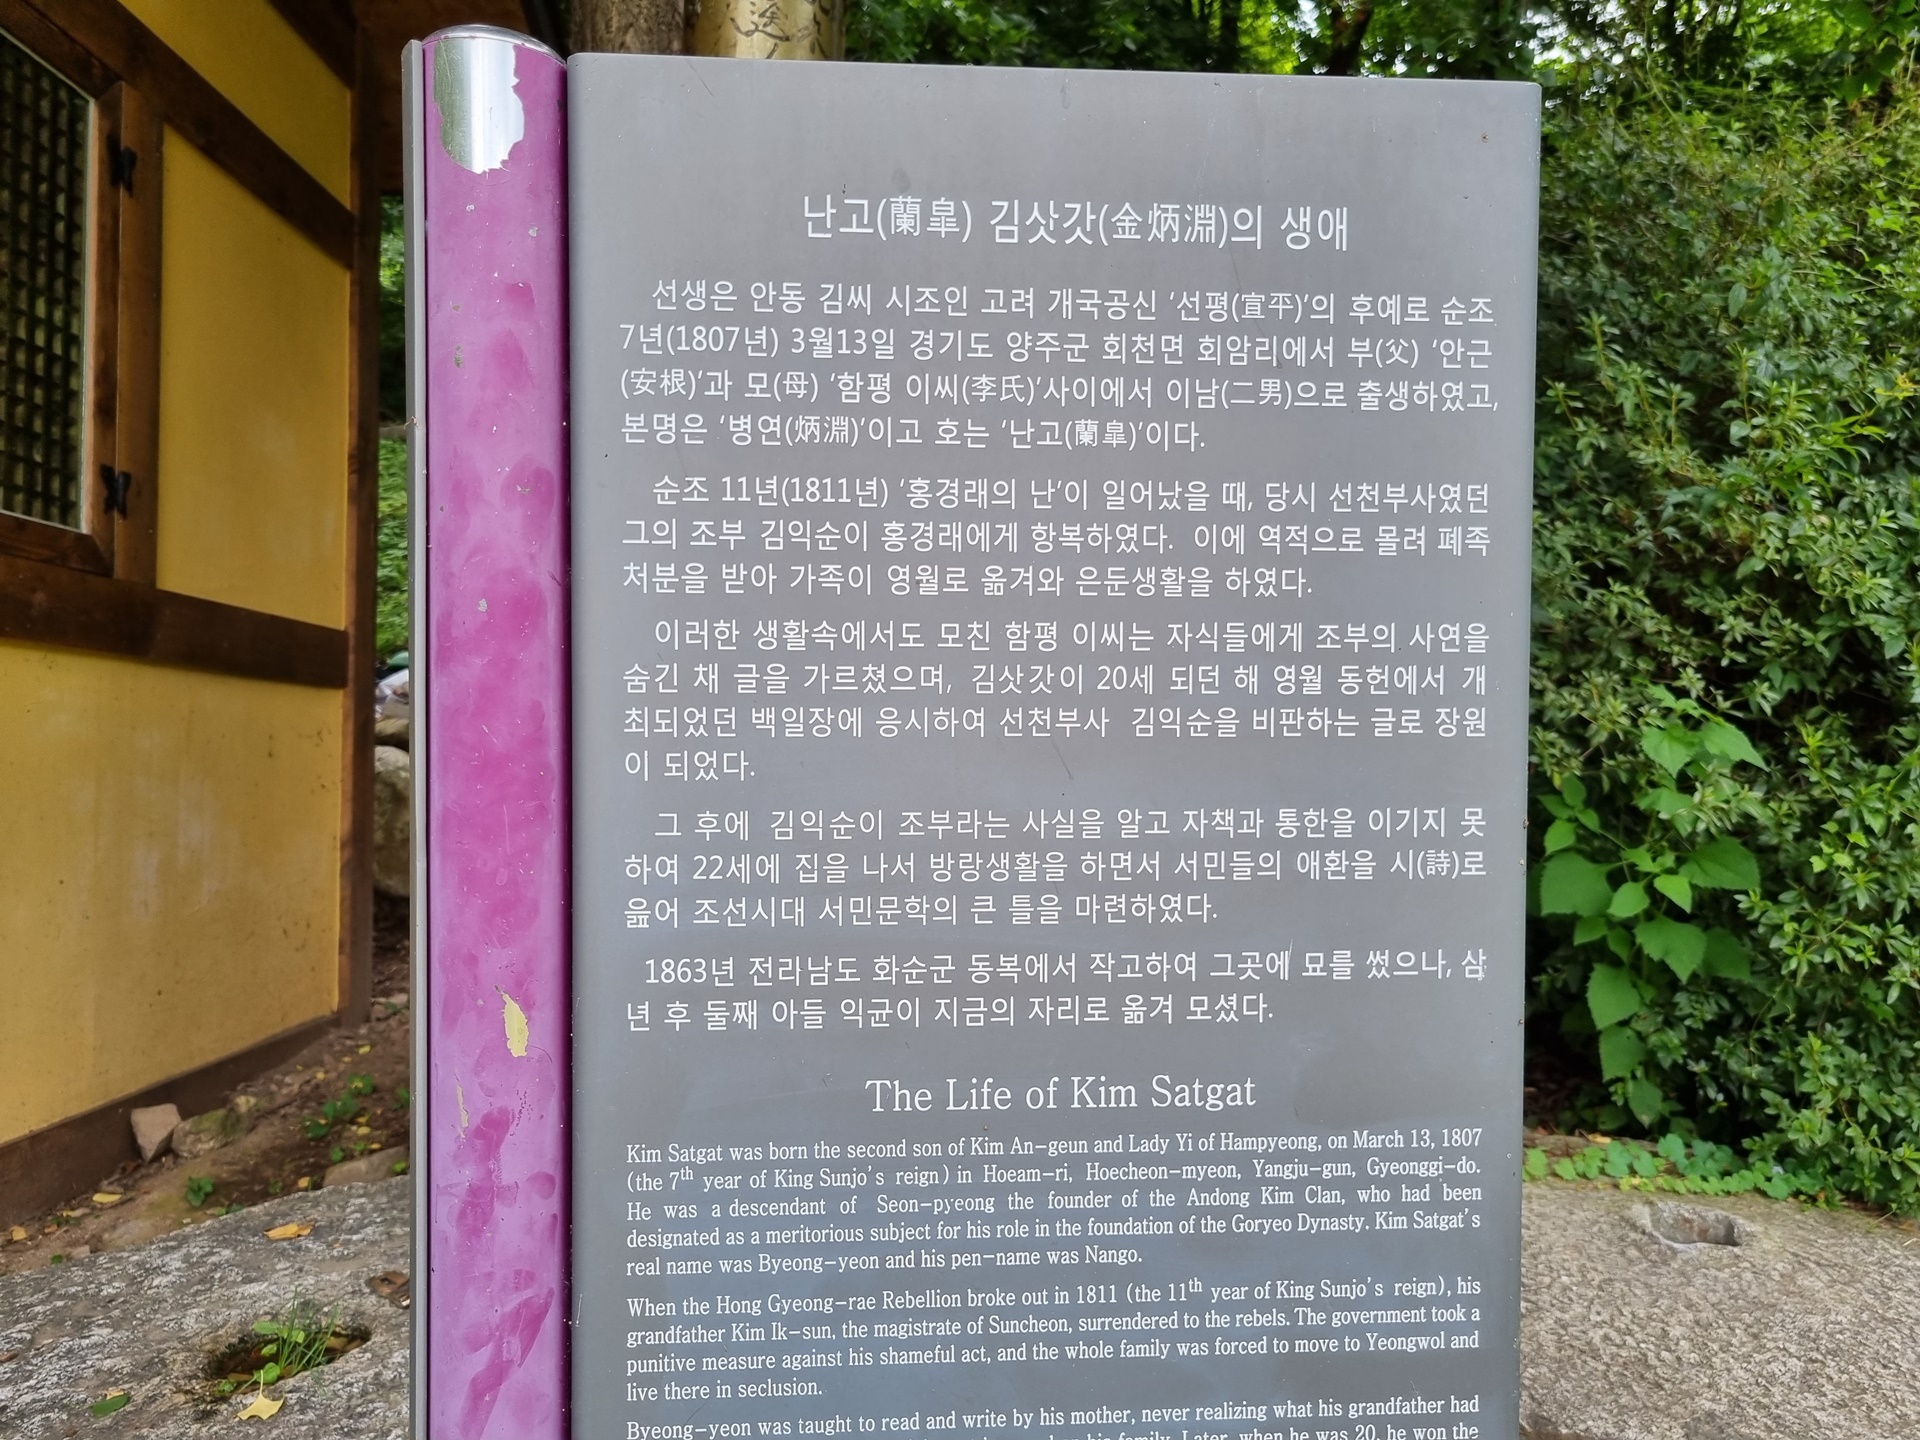 난고(蘭皐) 김삿갓(金炳淵)의 생애
선생은 안동 김씨 시조인 고려 개국공신 '선평(宣平)'의 후예로 순조
7년(1807년) 3월13일 경기도 양주군 회천면 회암리에서 부(父) '안근
(安根)'과 모(母) '함평 이씨(李氏)'사이에서 이남(二男)으로 출생하였고,
본명은 '병연(炳淵)'이고 호는 '난고(蘭皐)'이다.
순조 11년(1811년) '홍경래의 난'이 일어났을 때, 당시 선천부사였던
그의 조부 김익순이 홍경래에게 항복하였다. 이에 역적으로 몰려 폐족
처분을 받아 가족이 영월로 옮겨와 은둔생활을 하였다.
이러한 생활속에서도 모친 함평 이씨는 자식들에게 조부의 사연을
숨긴 채 글을 가르쳤으며, 김삿갓이 20세 되던 해 영월 동헌에서 개
최되었던 백일장에 응시하여 선천부사 김익순을 비판하는 글로 장원
이 되었다.
그 후에 김익순이 조부라는 사실을 알고 자책과 통한을 이기지 못
하여 22세에 집을 나서 방랑생활을 하면서 서민들의 애환을 시(詩)로
읊어 조선시대 서민문학의 큰 틀을 마련하였다.
1863년 전라남도 화순군 동복에서 작고하여 그곳에 묘를 썼으나, 삼
년 후 둘째 아들 익균이 지금의 자리로 옮겨 모셨다.
The Life of Kim Satgat
Kim Satgat was born the second son of Kim An-geun and Lady Yi of Hampyeong, on March 13, 1807
(the 7th year of King Sunjo's reign) in Hoeam-ri, Hoecheon-myeon, Yangju-gun, Gyeonggi-do.
He was a descendant of Seon-pyeong the founder of the Andong Kim Clan, who had been
designated as a meritorious subject for his role in the foundation of the Goryeo Dynasty. Kim Satgat's
real name was Byeong-yeon and his pen-name was Nango.
When the Hong Gyeong-rae Rebellion broke out in 1811 (the 11th year of King Sunjo's reign), his
grandfather Kim Ik-sun, the magistrate of Suncheon, surrendered to the rebels. The government took a
punitive measure against his shameful act, and the whole family was forced to move to Yeongwol and
live there in seclusion.
Byeong-yeon was taught to read and write by his mother, never realizing what his grandfather had
his family. Later, when he was 20, he won the